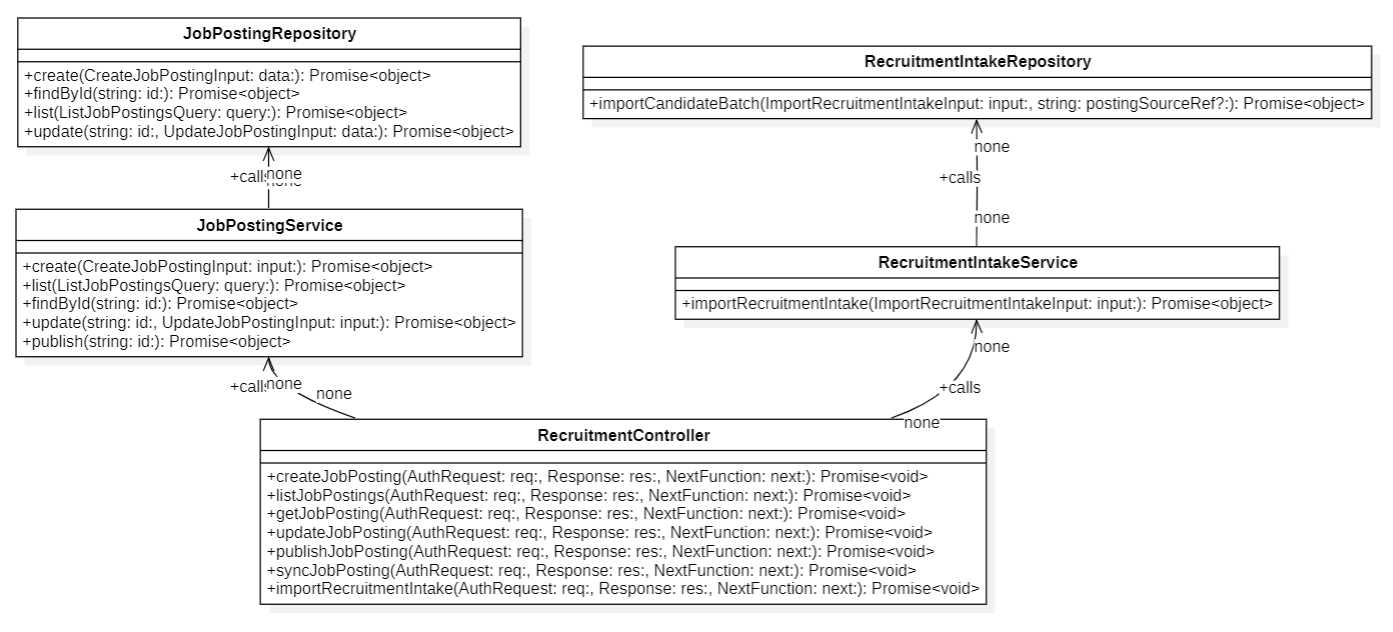 JobPostingRepository
+create(CreateJobPostingInput: data:): Promise<object>
+findById(string: id:): Promise<object>
+list(ListJobPostingsQuery: query:): Promise<object>
+update(string: id:, UpdateJobPostingInput: data:): Promise<object>
RecruitmentIntakeRepository
+importCandidateBatch(ImportRecruitmentIntakeInput: input:, string: postingSourceRef?:): Promise<object>
none
none
+calls
none
JobPostingService
+create(CreateJobPostingInput: input:): Promise<object>
+list(ListJobPostingsQuery: query:): Promise<object>
+findById(string: id:): Promise<object>
+update(string: id:, UpdateJobPostingInput: input:): Promise<object>
+publish(string: id:): Promise<object>
RecruitmentIntakeService
+importRecruitmentIntake(ImportRecruitmentIntakeInput: input:): Promise<object>
none
none
none
+calls
none
RecruitmentController
+createJobPosting(AuthRequest: req:, Response: res:, NextFunction: next:): Promise<void>
+listJobPostings(AuthRequest: req:, Response: res:, NextFunction: next:): Promise<void>
+getJobPosting(AuthRequest: req:, Response: res:, NextFunction: next:): Promise<void>
+updateJobPosting(AuthRequest: req:, Response: res:, NextFunction: next:): Promise<void>
+publishJobPosting(AuthRequest: req:, Response: res:, NextFunction: next:): Promise<void>
+syncJobPosting(AuthRequest: req:, Response: res:, NextFunction: next:): Promise<void>
+importRecruitmentIntake(AuthRequest: req:, Response: res:, NextFunction: next:): Promise<void>